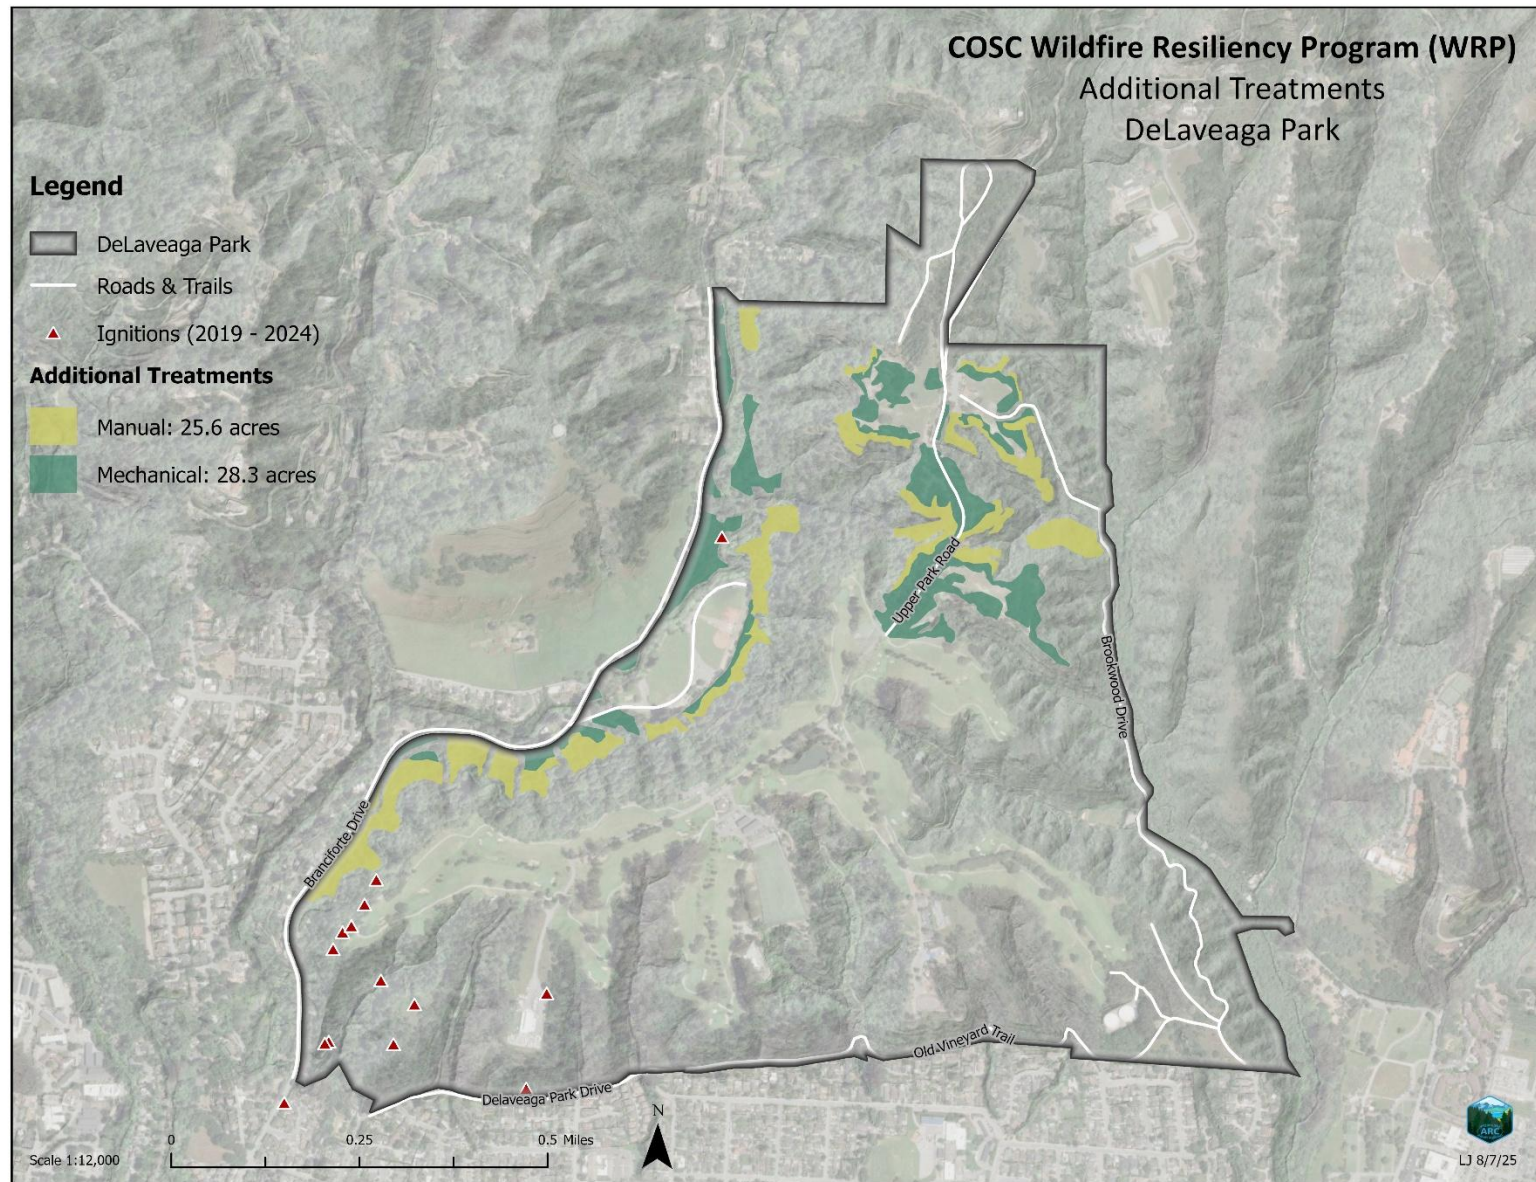 COSC Wildfire Resiliency Program (WRP)
Additional Treatments
DeLaveaga Park
Legend
DeLaveaga Park
Roads & Trails
Ignitions (2019 - 2024)
Additional Treatments
Manual: 25.6 acres
Mechanical: 28.3 acres
Upper Park Road
Brookwood Drive
Branciforte Drive
Old Vineyard Trail
Delaveaga Park Drive
N
0 0.25 0.5 Miles
Scale 1:12,000
ARC
LJ 8/7/25